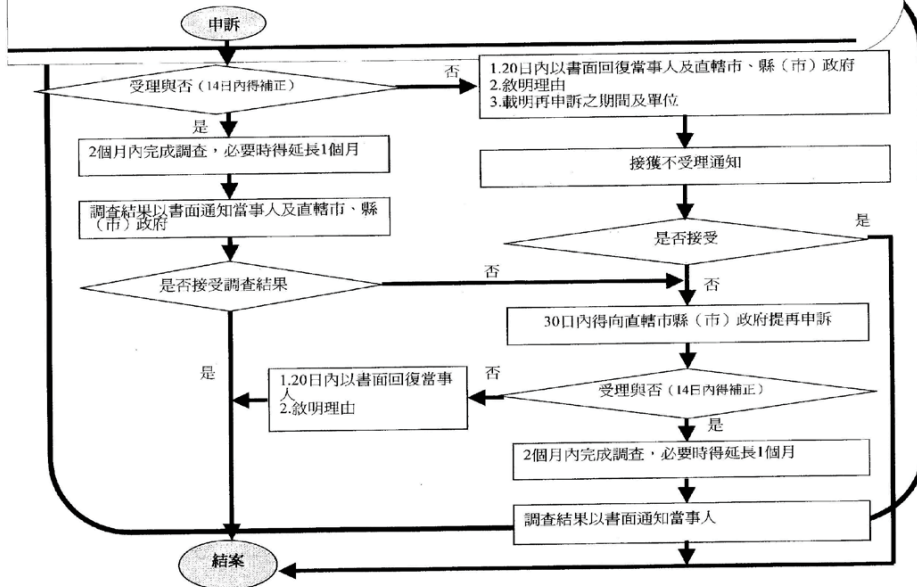 申訴
受理與否(14日內得補正)
否
1.20日內以書面回復當事人及直轄市、縣(市)政府
2.敘明理由
3.載明再申訴之期間及單位
是
2個月內完成調查,必要時得延長1個月
接獲不受理通知
調查結果以書面通知當事人及直轄市、縣
(市)政府
是否接受
是
是否接受調查結果
否
否
30日內得向直轄市縣(市)政府提再申訴
是
1.20日內以書面回復當事
人
2.敘明理由
否
受理與否(14日內得補正)
是
2個月內完成調查,必要時得延長1個月
調查結果以書面通知當事人
結案